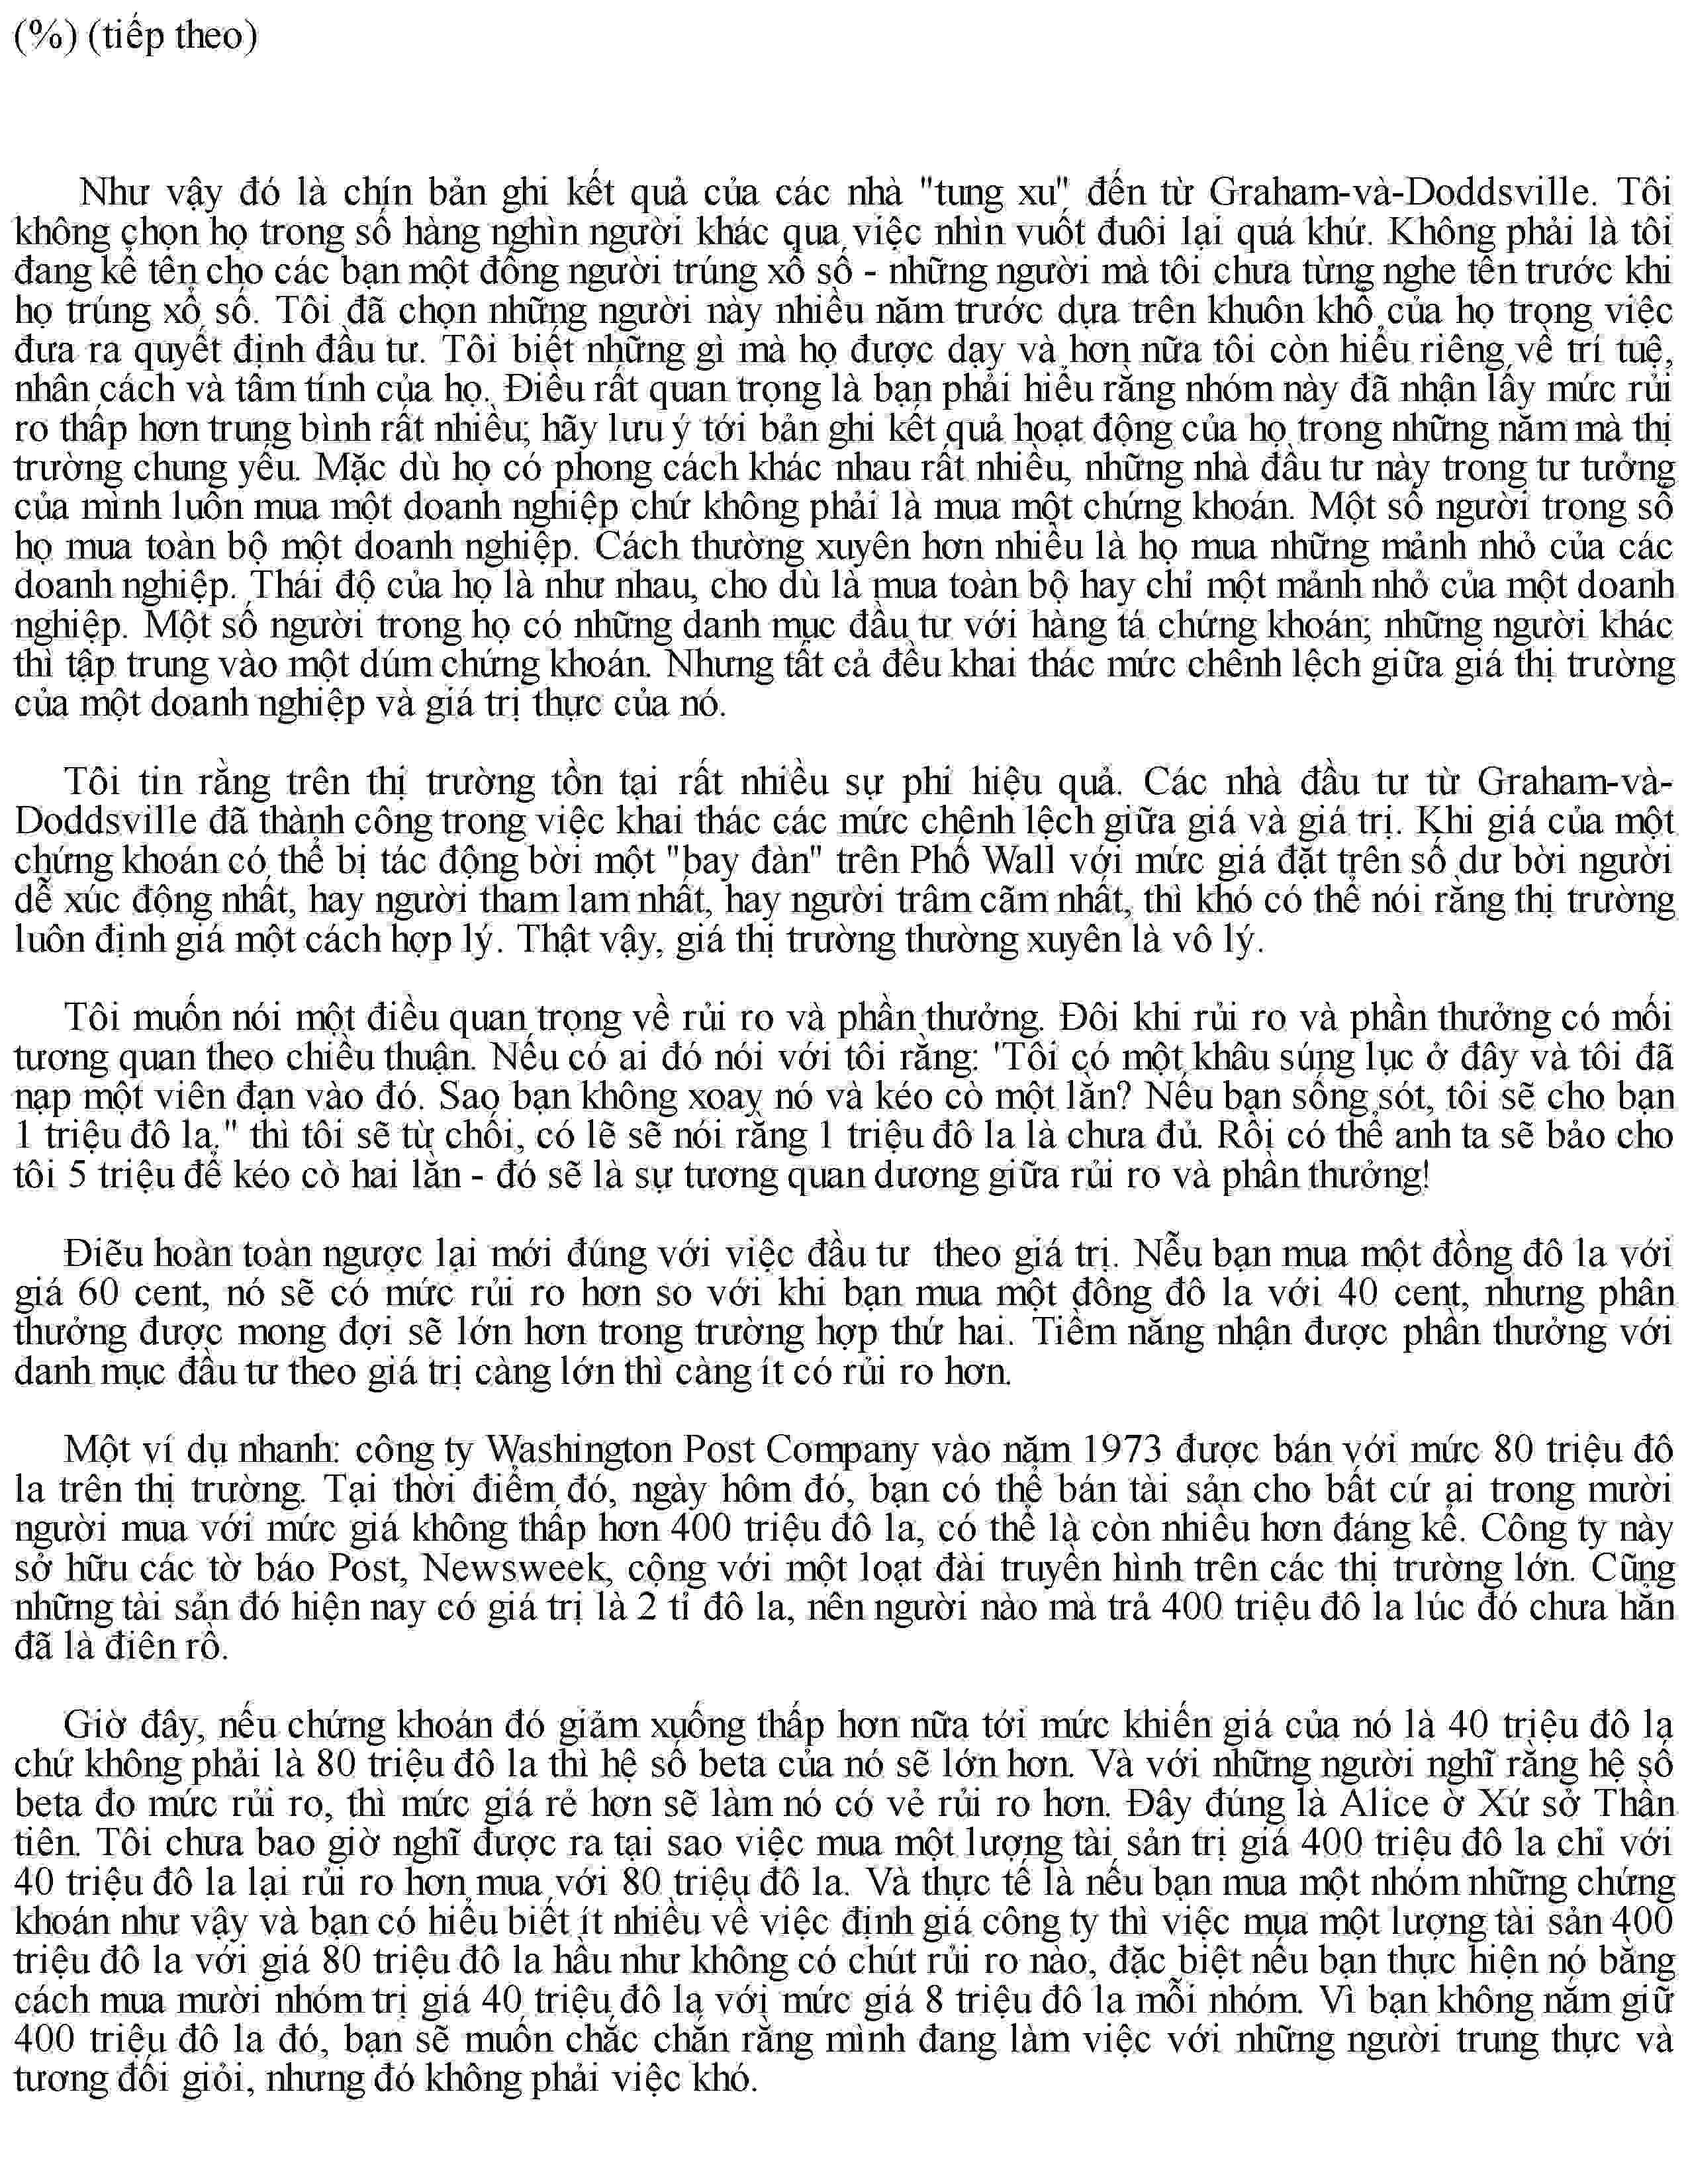 (%) (tiếp theo)
Như vậy đó là chín bản ghi kết quả của các nhà "tung xu" đến từ Graham-và-Doddsville. Tôi
không chọn họ trong số hàng nghìn người khác qua việc nhìn vuốt đuôi lại quá khứ. Không phải là tôi
đang kể tên cho các bạn một đống người trúng xổ số - những người mà tôi chưa từng nghe tên trước khi
họ trúng xổ số. Tôi đã chọn những người này nhiều năm trước dựa trên khuôn khổ của họ trong việc
đưa ra quyết định đầu tư. Tôi biết những gì mà họ được dạy và hơn nữa tôi còn hiểu riêng về trí tuệ,
nhân cách và tâm tính của họ. Điều rất quan trọng là bạn phải hiểu rằng nhóm này đã nhận lấy mức rủi
ro thấp hơn trung bình rất nhiều; hãy lưu ý tới bản ghi kết quả hoạt động của họ trong những năm mà thị
trường chung yếu. Mặc dù họ có phong cách khác nhau rất nhiều, những nhà đầu tư này trong tư tưởng
của mình luôn mua một doanh nghiệp chứ không phải là mua một chứng khoán. Một số người trong số
họ mua toàn bộ một doanh nghiệp. Cách thường xuyên hơn nhiều là họ mua những mảnh nhỏ của các
doanh nghiệp. Thái độ của họ là như nhau, cho dù là mua toàn bộ hay chỉ một mảnh nhỏ của một doanh
nghiệp. Một số người trong họ có những danh mục đầu tư với hàng tá chứng khoán; những người khác
thì tập trung vào một dúm chứng khoán. Nhưng tất cả đều khai thác mức chênh lệch giữa giá thị trường
của một doanh nghiệp và giá trị thực của nó.
Tôi tin rằng trên thị trường tồn tại rất nhiều sự phi hiệu quả. Các nhà đầu tư từ Graham-và-
Doddsville đã thành công trong việc khai thác các mức chênh lệch giữa giá và giá trị. Khi giá của một
chứng khoán có thể bị tác động bời một "bay đàn" trên Phố Wall với mức giá đặt trên số dư bời người
dễ xúc động nhất, hay người tham lam nhất, hay người trâm cãm nhất, thì khó có thể nói rằng thị trường
luôn định giá một cách hợp lý. Thật vậy, giá thị trường thường xuyên là vô lý.
Tôi muốn nói một điều quan trọng về rủi ro và phần thưởng. Đôi khi rủi ro và phần thưởng có mối
tương quan theo chiều thuận. Nếu có ai đó nói với tôi rằng: 'Tôi có một khâu súng lục ở đây và tôi đã
nạp một viên đạn vào đó. Sao bạn không xoay nó và kéo cò một lần? Nếu bạn sống sót, tôi sẽ cho bạn
1 triệu đô la." thì tôi sẽ từ chối, có lẽ sẽ nói rằng 1 triệu đô la là chưa đủ. Rồi có thể anh ta sẽ bảo cho
tôi 5 triệu để kéo cò hai lần - đó sẽ là sự tương quan dương giữa rủi ro và phần thưởng!
Điẽu hoàn toàn ngược lại mới đúng với việc đầu tư theo giá trị. Nễu bạn mua một đồng đô la với
giá 60 cent, nó sẽ có mức rủi ro hơn so với khi bạn mua một đồng đô la với 40 cent, nhưng phân
thưởng được mong đợi sẽ lớn hơn trong trường hợp thứ hai. Tiềm năng nhận được phần thưởng với
danh mục đầu tư theo giá trị càng lớn thì càng ít có rủi ro hơn.
Một ví dụ nhanh: công ty Washington Post Company vào năm 1973 được bán với mức 80 triệu đô
la trên thị trường. Tại thời điểm đó, ngày hôm đó, bạn có thể bán tài sản cho bất cứ ai trong mười
người mua với mức giá không thấp hơn 400 triệu đô la, có thể là còn nhiều hơn đáng kể. Công ty này
sở hữu các tờ báo Post, Newsweek, cộng với một loạt đài truyền hình trên các thị trường lớn. Cũng
những tài sản đó hiện nay có giá trị là 2 tỉ đô la, nên người nào mà trả 400 triệu đô la lúc đó chưa hẳn
đã là điên rồ.
Giờ đây, nếu chứng khoán đó giảm xuống thấp hơn nữa tới mức khiến giá của nó là 40 triệu đô la
chứ không phải là 80 triệu đô la thì hệ số beta của nó sẽ lớn hơn. Và với những người nghĩ rằng hệ số
beta đo mức rủi ro, thì mức giá rẻ hơn sẽ làm nó có vẻ rủi ro hơn. Đây đúng là Alice ờ Xứ sở Thần
tiên. Tôi chưa bao giờ nghĩ được ra tại sao việc mua một lượng tài sản trị giá 400 triệu đô la chỉ với
40 triệu đô la lại rủi ro hơn mua với 80 triệu đô la. Và thực tế là nếu bạn mua một nhóm những chứng
khoán như vậy và bạn có hiểu biết ít nhiều về việc định giá công ty thì việc mua một lượng tài sản 400
triệu đô la với giá 80 triệu đô la hầu như không có chút rủi ro nào, đặc biệt nếu bạn thực hiện nó bằng
cách mua mười nhóm trị giá 40 triệu đô la với mức giá 8 triệu đô la mỗi nhóm. Vì bạn không nắm giữ
400 triệu đô la đó, bạn sẽ muốn chắc chắn rằng mình đang làm việc với những người trung thực và
tương đối giỏi, nhưng đó không phải việc khó.